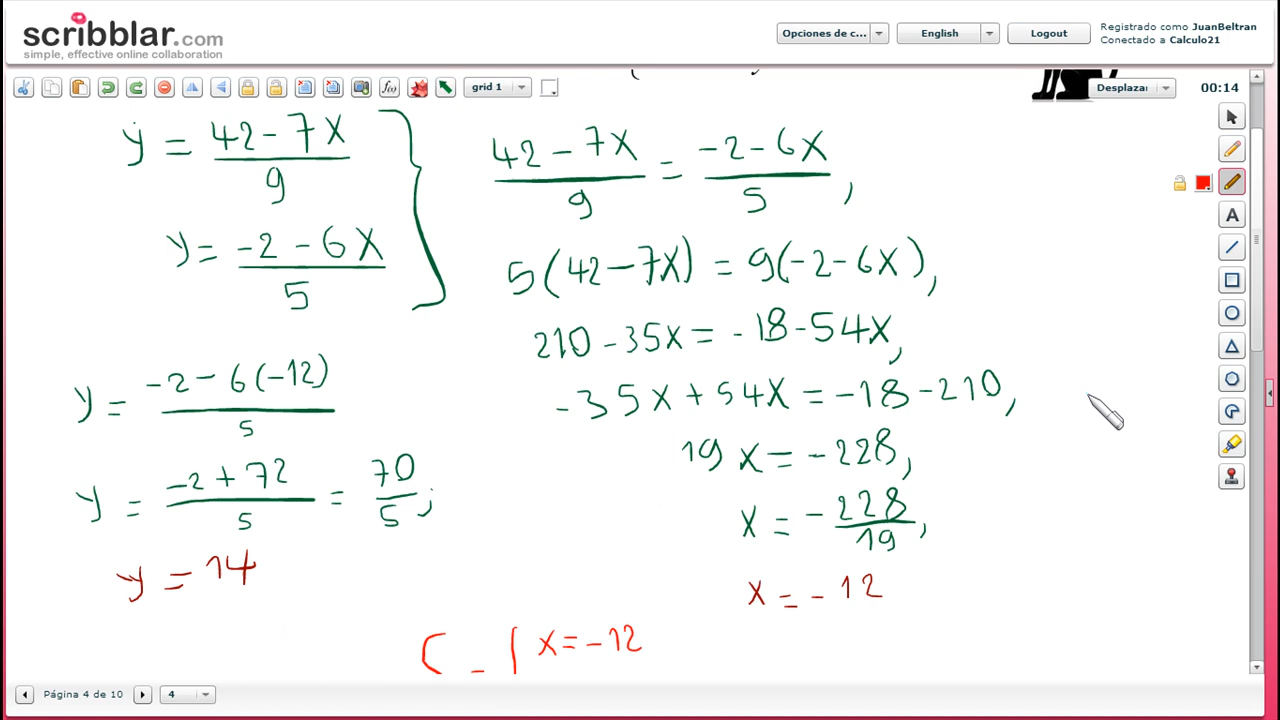 scribblar.com
simple, effective online collaboration
Opciones de c...
English
Logout
Registrado como JuanBeltran
Conectado a Calculo21
f(x)
grid 1
Desplazar
00:14
y = (42 - 7x)/9
y = (-2 - 6x)/5
(42 - 7x)/9 = (-2 - 6x)/5,
5(42 - 7x) = 9(-2 - 6x),
210 - 35x = -18 - 54x,
-35x + 54x = -18 - 210,
19x = -228,
x = -228/19,
x = -12
y = (-2 - 6(-12))/5
y = (-2 + 72)/5 = 70/5;
y = 14
x = -12
A
Página 4 de 10
4